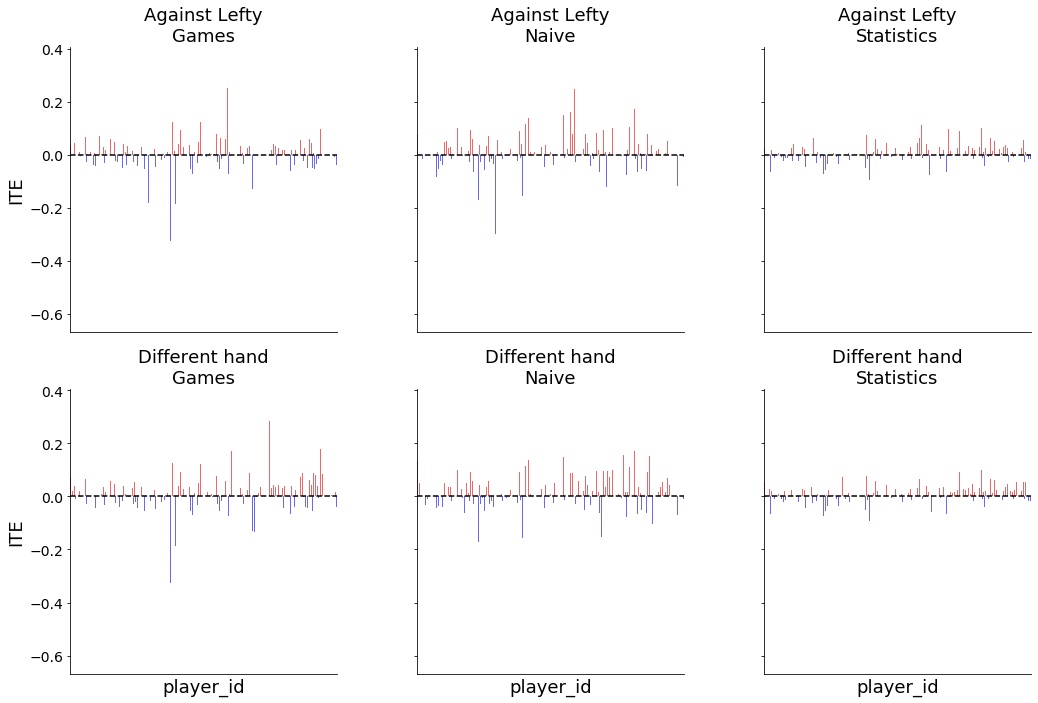 Against Lefty
Games
Against Lefty
Naive
Against Lefty
Statistics
0.4
0.2
0.0
−0.2
−0.4
−0.6
ITE
Different hand
Games
Different hand
Naive
Different hand
Statistics
0.4
0.2
0.0
−0.2
−0.4
−0.6
ITE
player_id
player_id
player_id